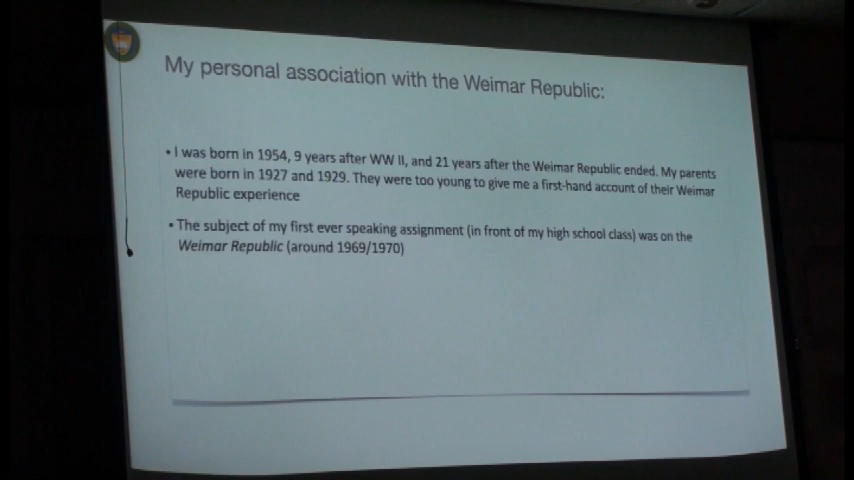 My personal association with the Weimar Republic:
• I was born in 1954, 9 years after WW II, and 21 years after the Weimar Republic ended. My parents
were born in 1927 and 1929. They were too young to give me a first-hand account of their Weimar
Republic experience
• The subject of my first ever speaking assignment (in front of my high school class) was on the
Weimar Republic (around 1969/1970)